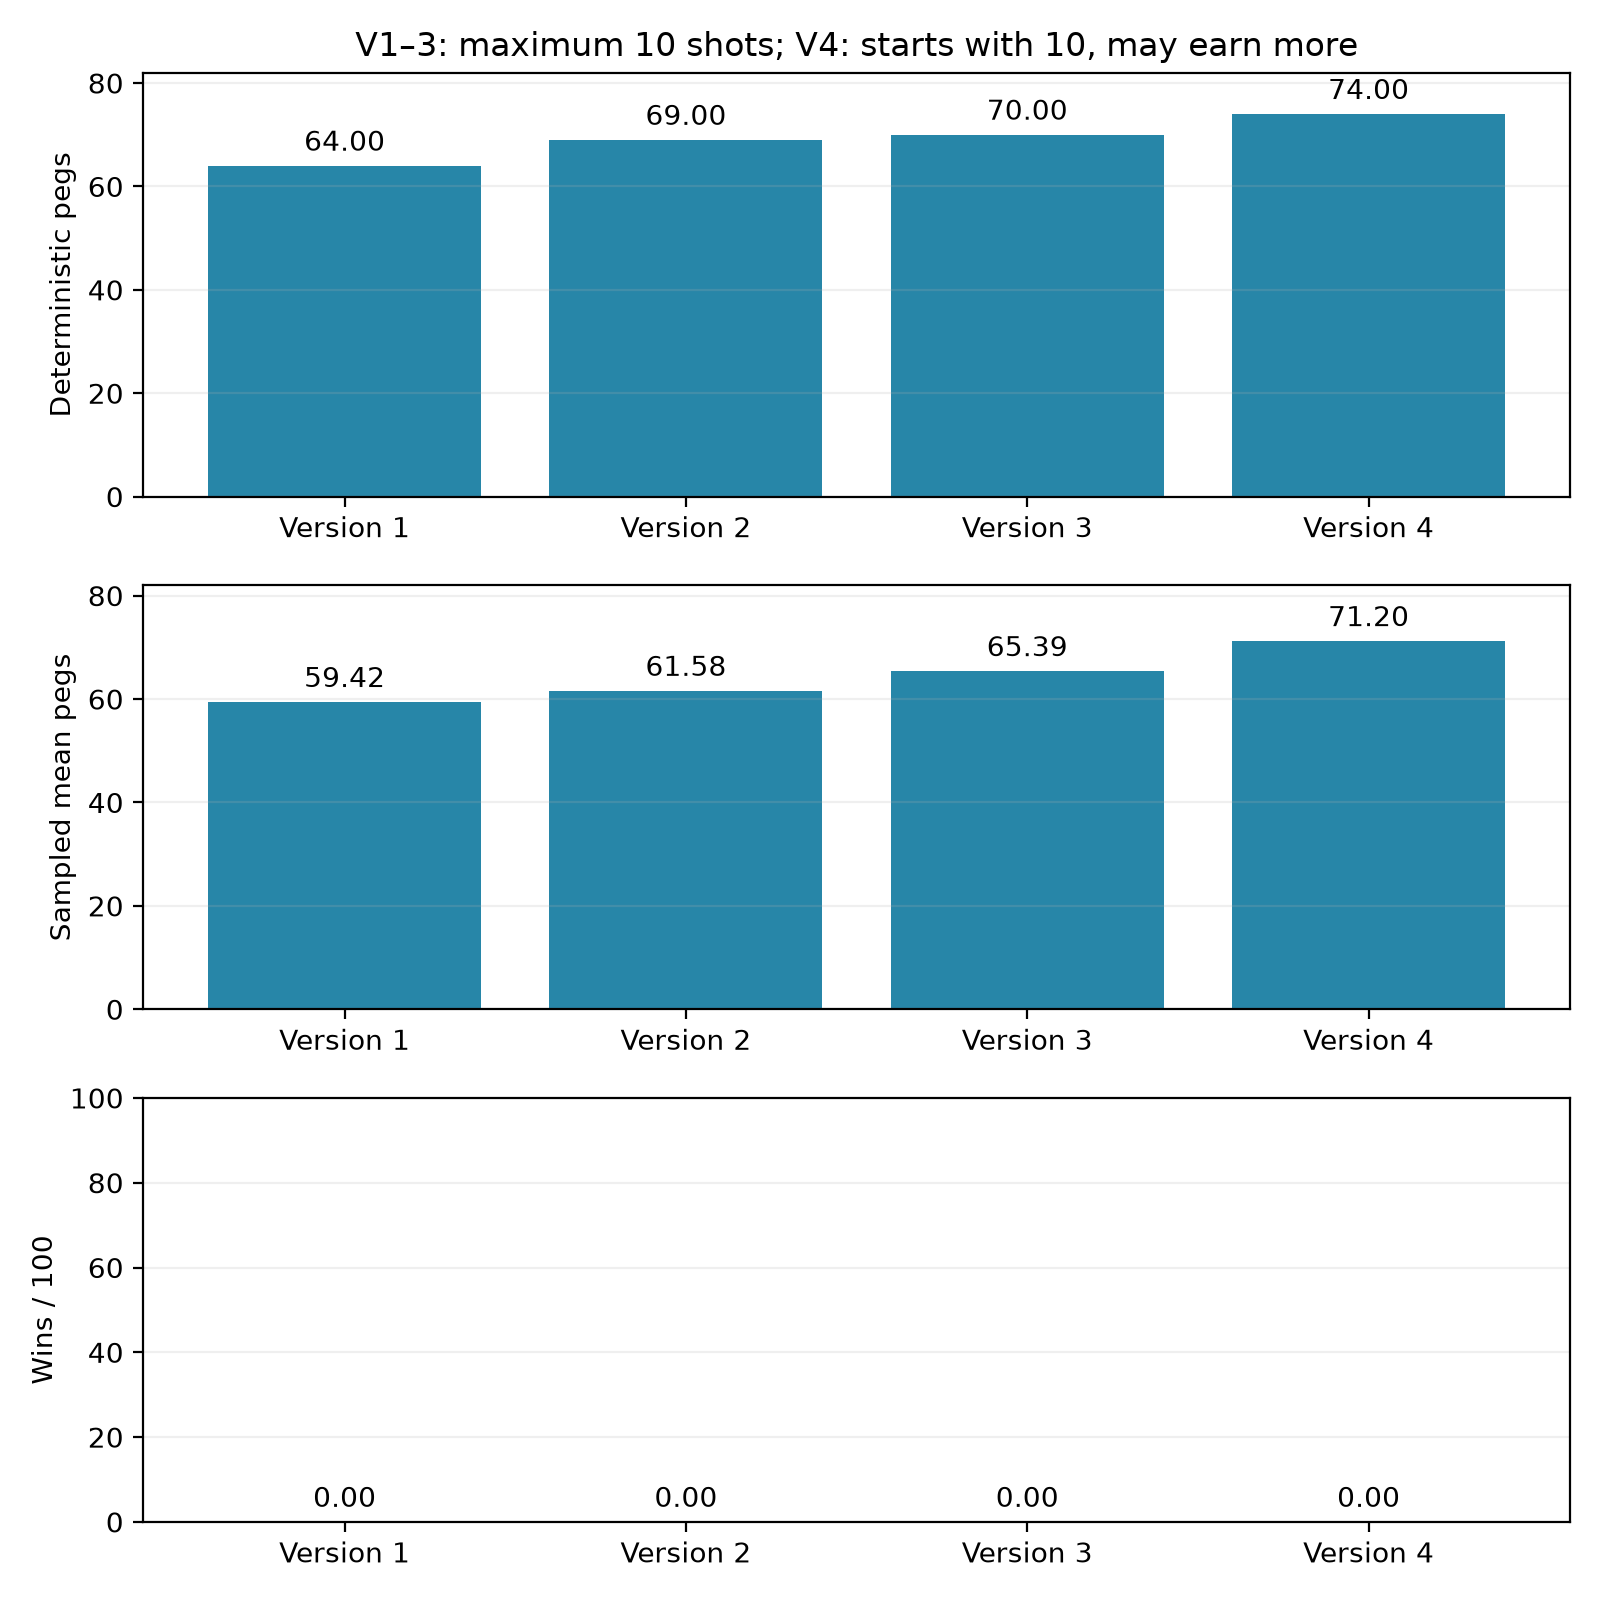 V1–3: maximum 10 shots; V4: starts with 10, may earn more
Deterministic pegs
80
60
40
20
0
64.00
69.00
70.00
74.00
Version 1
Version 2
Version 3
Version 4
Sampled mean pegs
80
60
40
20
0
59.42
61.58
65.39
71.20
Version 1
Version 2
Version 3
Version 4
Wins / 100
100
80
60
40
20
0
0.00
0.00
0.00
0.00
Version 1
Version 2
Version 3
Version 4